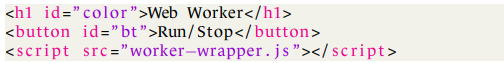 <h1 id="color">Web Worker</h1>
<button id="bt">Run/Stop</button>
<script src="worker-wrapper.js"></script>